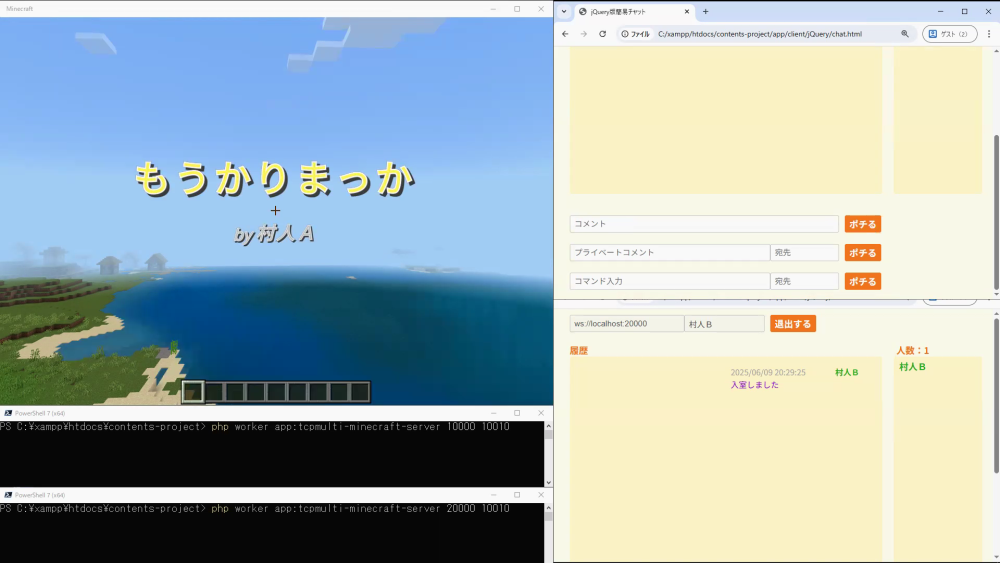 Minecraft
もうかりまっか
by 村人A
PowerShell 7 (x64)
PS C:¥xampp¥htdocs¥contents-project> php worker app:tcpmulti-minecraft-server 10000 10010
PowerShell 7 (x64)
PS C:¥xampp¥htdocs¥contents-project> php worker app:tcpmulti-minecraft-server 20000 10010
jQuery版簡易チャット
ファイル C:/xampp/htdocs/contents-project/app/client/jQuery/chat.html
ゲスト (2)
コメント ポチる
プライベートコメント 宛先 ポチる
コマンド入力 宛先 ポチる
ws://localhost:20000 村人B 退出する
履歴 人数:1
2025/06/09 20:29:25 村人B 村人B
入室しました